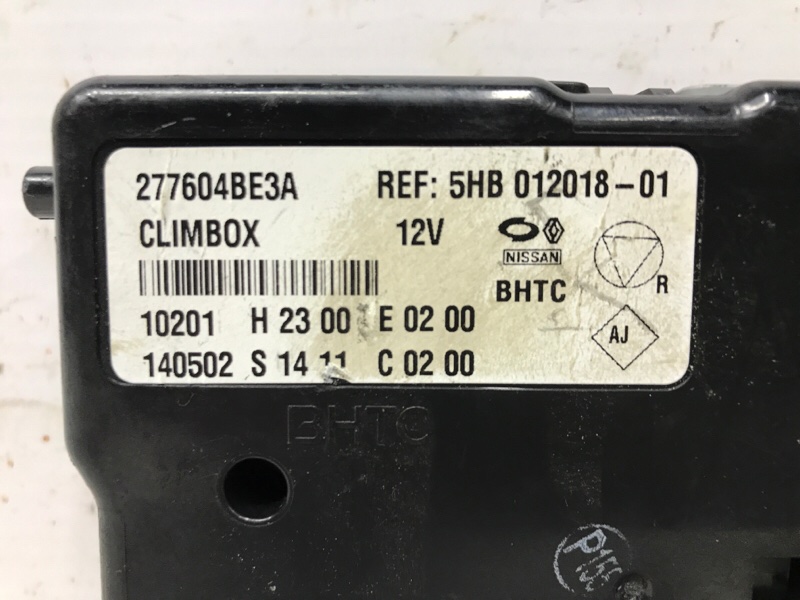 277604BE3A REF: 5HB 012018-01
CLIMBOX 12V
NISSAN
BHTC
R
10201 H 23 00 E 02 00
AJ
140502 S 14 11 C 02 00
BHTC